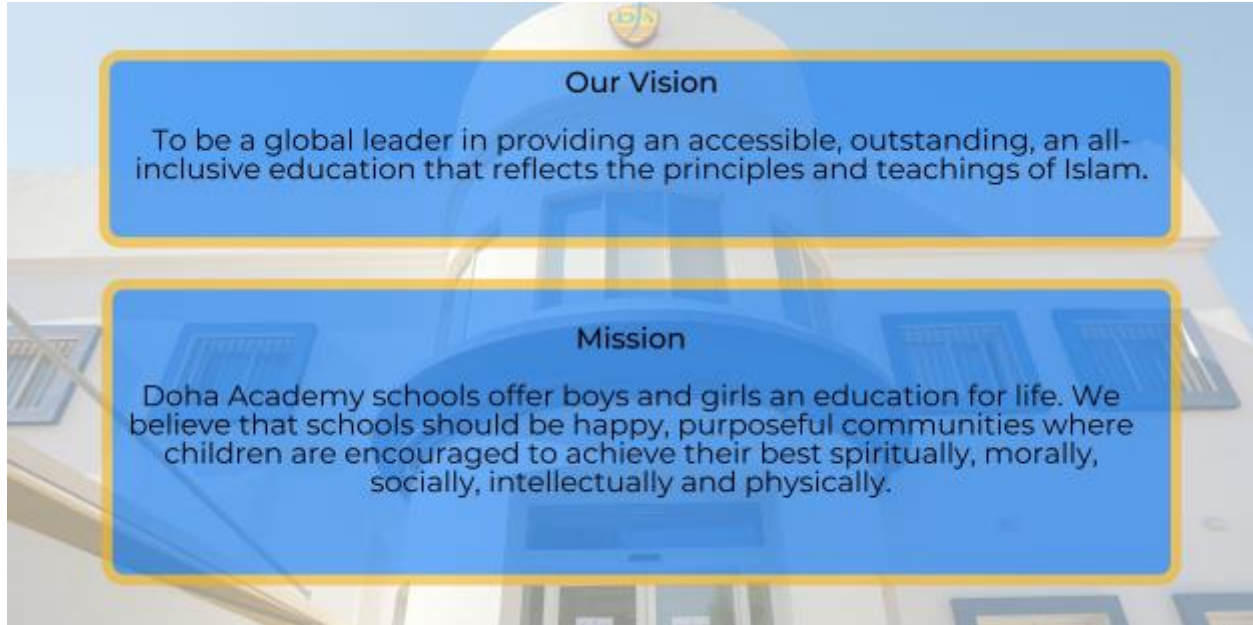 Our Vision
To be a global leader in providing an accessible, outstanding, an all-
inclusive education that reflects the principles and teachings of Islam.
Mission
Doha Academy schools offer boys and girls an education for life. We
believe that schools should be happy, purposeful communities where
children are encouraged to achieve their best spiritually, morally,
socially, intellectually and physically.